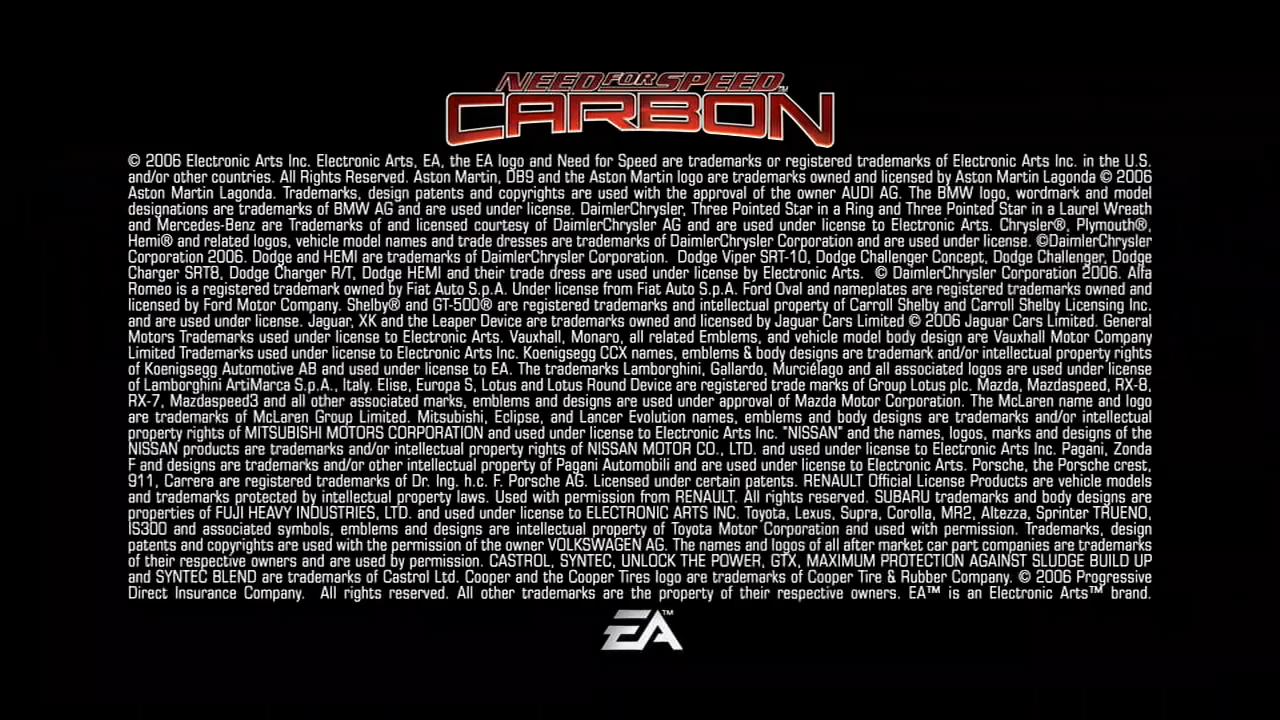 NEED FOR SPEED™
CARBON
© 2006 Electronic Arts Inc. Electronic Arts, EA, the EA logo and Need for Speed are trademarks or registered trademarks of Electronic Arts Inc. in the U.S.
and/or other countries. All Rights Reserved. Aston Martin, DB9 and the Aston Martin logo are trademarks owned and licensed by Aston Martin Lagonda © 2006
Aston Martin Lagonda. Trademarks, design patents and copyrights are used with the approval of the owner AUDI AG. The BMW logo, wordmark and model
designations are trademarks of BMW AG and are used under license. DaimlerChrysler, Three Pointed Star in a Ring and Three Pointed Star in a Laurel Wreath
and Mercedes-Benz are Trademarks of and licensed courtesy of DaimlerChrysler AG and are used under license to Electronic Arts. Chrysler®, Plymouth®,
Hemi® and related logos, vehicle model names and trade dresses are trademarks of DaimlerChrysler Corporation and are used under license. ©DaimlerChrysler
Corporation 2006. Dodge and HEMI are trademarks of DaimlerChrysler Corporation. Dodge Viper SRT-10, Dodge Challenger Concept, Dodge Challenger, Dodge
Charger SRT8, Dodge Charger R/T, Dodge HEMI and their trade dress are used under license by Electronic Arts. © DaimlerChrysler Corporation 2006. Alfa
Romeo is a registered trademark owned by Fiat Auto S.p.A. Under license from Fiat Auto S.p.A. Ford Oval and nameplates are registered trademarks owned and
licensed by Ford Motor Company. Shelby® and GT-500® are registered trademarks and intellectual property of Carroll Shelby and Carroll Shelby Licensing Inc.
and are used under license. Jaguar, XK and the Leaper Device are trademarks owned and licensed by Jaguar Cars Limited © 2006 Jaguar Cars Limited. General
Motors Trademarks used under license to Electronic Arts. Vauxhall, Monaro, all related Emblems, and vehicle model body design are Vauxhall Motor Company
Limited Trademarks used under license to Electronic Arts Inc. Koenigsegg CCX names, emblems & body designs are trademark and/or intellectual property rights
of Koenigsegg Automotive AB and used under license to EA. The trademarks Lamborghini, Gallardo, Murciélago and all associated logos are used under license
of Lamborghini ArtiMarca S.p.A., Italy. Elise, Europa S, Lotus and Lotus Round Device are registered trade marks of Group Lotus plc. Mazda, Mazdaspeed, RX-8,
RX-7, Mazdaspeed3 and all other associated marks, emblems and designs are used under approval of Mazda Motor Corporation. The McLaren name and logo
are trademarks of McLaren Group Limited. Mitsubishi, Eclipse, and Lancer Evolution names, emblems and body designs are trademarks and/or intellectual
property rights of MITSUBISHI MOTORS CORPORATION and used under license to Electronic Arts Inc. "NISSAN" and the names, logos, marks and designs of the
NISSAN products are trademarks and/or intellectual property rights of NISSAN MOTOR CO., LTD. and used under license to Electronic Arts Inc. Pagani, Zonda
F and designs are trademarks and/or other intellectual property of Pagani Automobili and are used under license to Electronic Arts. Porsche, the Porsche crest,
911, Carrera are registered trademarks of Dr. Ing. h.c. F. Porsche AG. Licensed under certain patents. RENAULT Official License Products are vehicle models
and trademarks protected by intellectual property laws. Used with permission from RENAULT. All rights reserved. SUBARU trademarks and body designs are
properties of FUJI HEAVY INDUSTRIES, LTD. and used under license to ELECTRONIC ARTS INC. Toyota, Lexus, Supra, Corolla, MR2, Altezza, Sprinter TRUENO,
IS300 and associated symbols, emblems and designs are intellectual property of Toyota Motor Corporation and used with permission. Trademarks, design
patents and copyrights are used with the permission of the owner VOLKSWAGEN AG. The names and logos of all after market car part companies are trademarks
of their respective owners and are used by permission. CASTROL, SYNTEC, UNLOCK THE POWER, GTX, MAXIMUM PROTECTION AGAINST SLUDGE BUILD UP
and SYNTEC BLEND are trademarks of Castrol Ltd. Cooper and the Cooper Tires logo are trademarks of Cooper Tire & Rubber Company. © 2006 Progressive
Direct Insurance Company. All rights reserved. All other trademarks are the property of their respective owners. EA™ is an Electronic Arts™ brand.
EA™